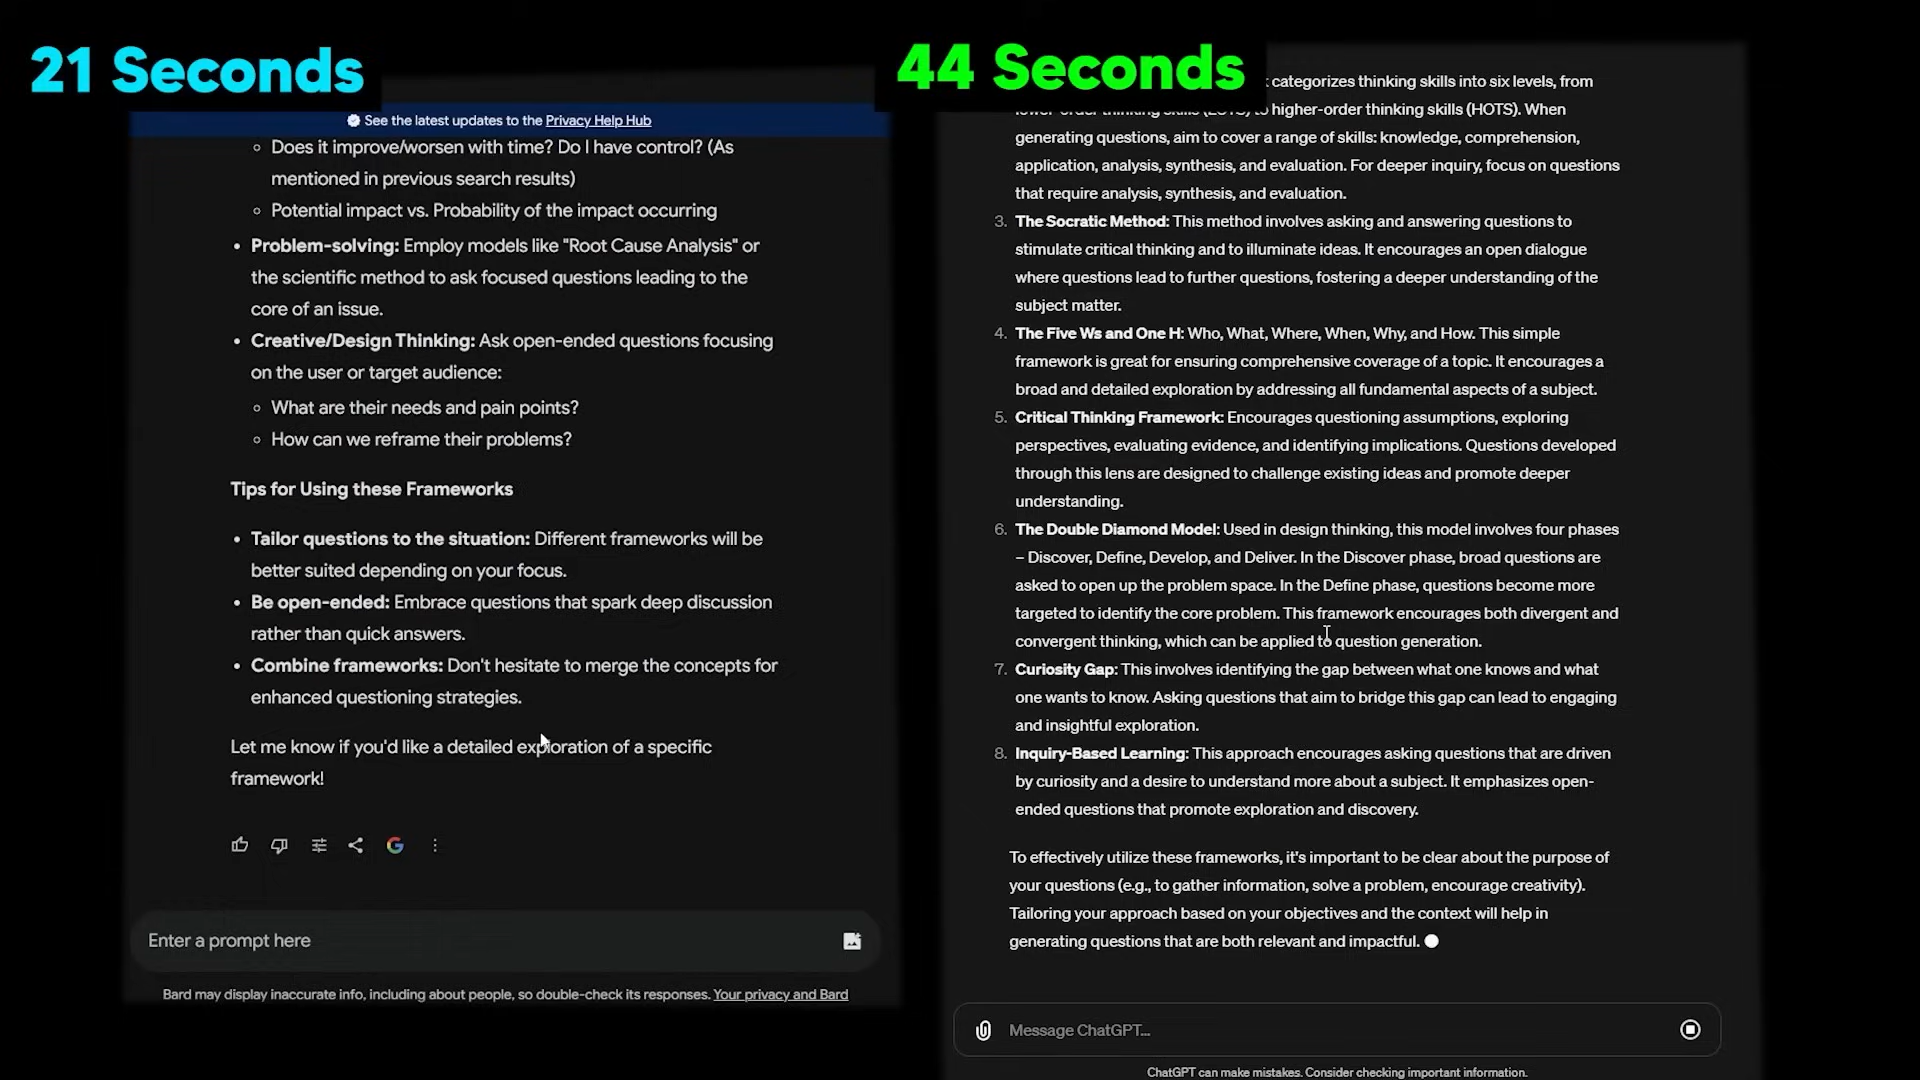 21 Seconds
See the latest updates to the Privacy Help Hub
Does it improve/worsen with time? Do I have control? (As
mentioned in previous search results)
Potential impact vs. Probability of the impact occurring
Problem-solving: Employ models like "Root Cause Analysis" or
the scientific method to ask focused questions leading to the
core of an issue.
Creative/Design Thinking: Ask open-ended questions focusing
on the user or target audience:
What are their needs and pain points?
How can we reframe their problems?
Tips for Using these Frameworks
Tailor questions to the situation: Different frameworks will be
better suited depending on your focus.
Be open-ended: Embrace questions that spark deep discussion
rather than quick answers.
Combine frameworks: Don't hesitate to merge the concepts for
enhanced questioning strategies.
Let me know if you'd like a detailed exploration of a specific
framework!
Enter a prompt here
Bard may display inaccurate info, including about people, so double-check its responses. Your privacy and Bard
44 Seconds
categorizes thinking skills into six levels, from
higher-order thinking skills (HOTS). When
generating questions, aim to cover a range of skills: knowledge, comprehension,
application, analysis, synthesis, and evaluation. For deeper inquiry, focus on questions
that require analysis, synthesis, and evaluation.
3. The Socratic Method: This method involves asking and answering questions to
stimulate critical thinking and to illuminate ideas. It encourages an open dialogue
where questions lead to further questions, fostering a deeper understanding of the
subject matter.
4. The Five Ws and One H: Who, What, Where, When, Why, and How. This simple
framework is great for ensuring comprehensive coverage of a topic. It encourages a
broad and detailed exploration by addressing all fundamental aspects of a subject.
5. Critical Thinking Framework: Encourages questioning assumptions, exploring
perspectives, evaluating evidence, and identifying implications. Questions developed
through this lens are designed to challenge existing ideas and promote deeper
understanding.
6. The Double Diamond Model: Used in design thinking, this model involves four phases
– Discover, Define, Develop, and Deliver. In the Discover phase, broad questions are
asked to open up the problem space. In the Define phase, questions become more
targeted to identify the core problem. This framework encourages both divergent and
convergent thinking, which can be applied to question generation.
7. Curiosity Gap: This involves identifying the gap between what one knows and what
one wants to know. Asking questions that aim to bridge this gap can lead to engaging
and insightful exploration.
8. Inquiry-Based Learning: This approach encourages asking questions that are driven
by curiosity and a desire to understand more about a subject. It emphasizes open-
ended questions that promote exploration and discovery.
To effectively utilize these frameworks, it's important to be clear about the purpose of
your questions (e.g., to gather information, solve a problem, encourage creativity).
Tailoring your approach based on your objectives and the context will help in
generating questions that are both relevant and impactful.
Message ChatGPT...
ChatGPT can make mistakes. Consider checking important information.